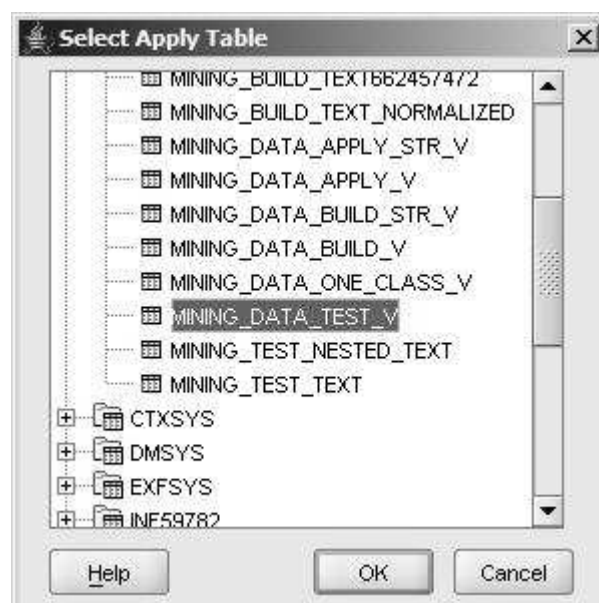 Select Apply Table
MINING_BUILD_TEXT662457472
MINING_BUILD_TEXT_NORMALIZED
MINING_DATA_APPLY_STR_V
MINING_DATA_APPLY_V
MINING_DATA_BUILD_STR_V
MINING_DATA_BUILD_V
MINING_DATA_ONE_CLASS_V
MINING_DATA_TEST_V
MINING_TEST_NESTED_TEXT
MINING_TEST_TEXT
CTXSYS
DMSYS
EXFSYS
INF59782
Help OK Cancel